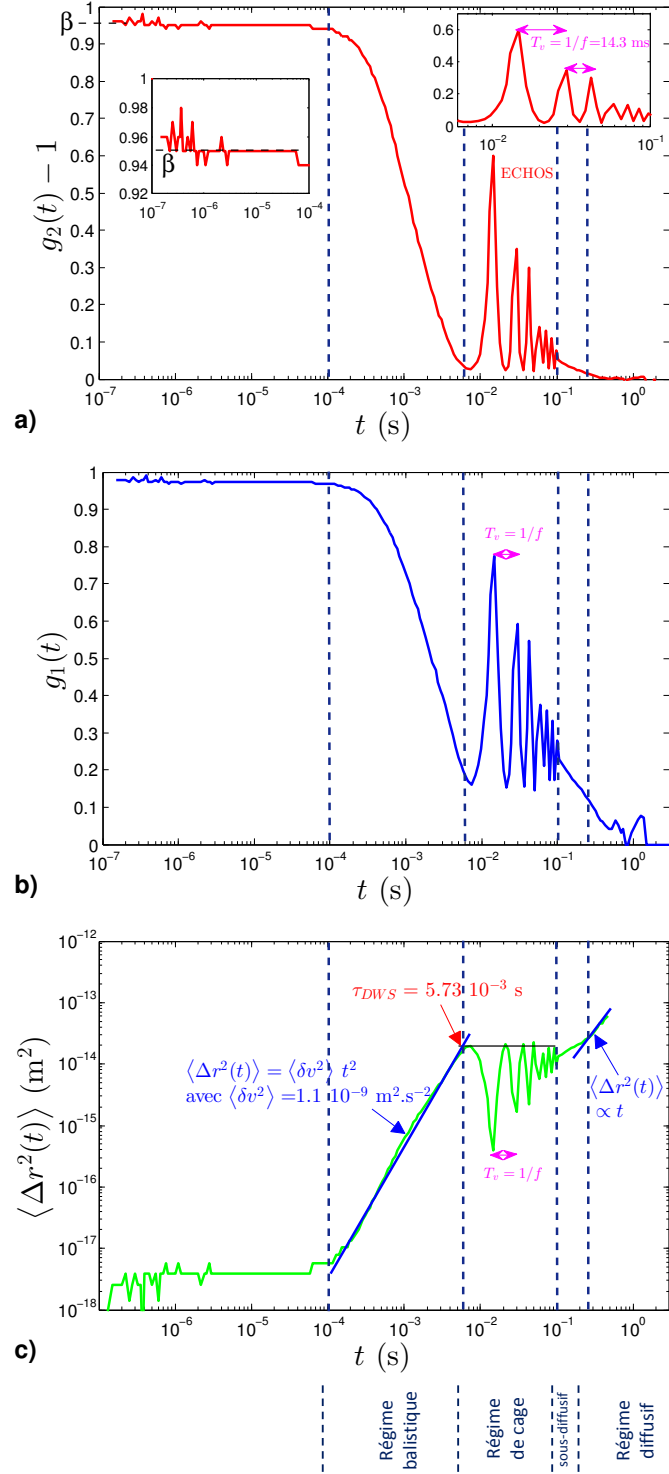 β
1
0.9
0.8
0.7
0.6
0.5
0.4
0.3
0.2
0.1
0
g₂(t) − 1
10⁻⁷
10⁻⁶
10⁻⁵
10⁻⁴
10⁻³
10⁻²
10⁻¹
10⁰
t (s)
a)
1
0.98
0.96
0.94
0.92
β
10⁻⁷
10⁻⁶
10⁻⁵
10⁻⁴
0.6
0.4
0.2
0
T_v = 1/f=14.3 ms
10⁻²
10⁻¹
ECHOS
1
0.9
0.8
0.7
0.6
0.5
0.4
0.3
0.2
0.1
0
g₁(t)
T_v = 1/f
10⁻⁷
10⁻⁶
10⁻⁵
10⁻⁴
10⁻³
10⁻²
10⁻¹
10⁰
t (s)
b)
10⁻¹²
10⁻¹³
10⁻¹⁴
10⁻¹⁵
10⁻¹⁶
10⁻¹⁷
10⁻¹⁸
⟨Δr²(t)⟩ (m²)
τ_DWS = 5.73 10⁻³ s
⟨Δr²(t)⟩ = ⟨δv²⟩ t²
avec ⟨δv²⟩ =1.1 10⁻⁹ m².s⁻²
⟨Δr²(t)⟩
∝ t
T_v = 1/f
10⁻⁶
10⁻⁵
10⁻⁴
10⁻³
10⁻²
10⁻¹
10⁰
t (s)
c)
Régime
balistique
Régime
de cage
sous-diffusif
Régime
diffusif